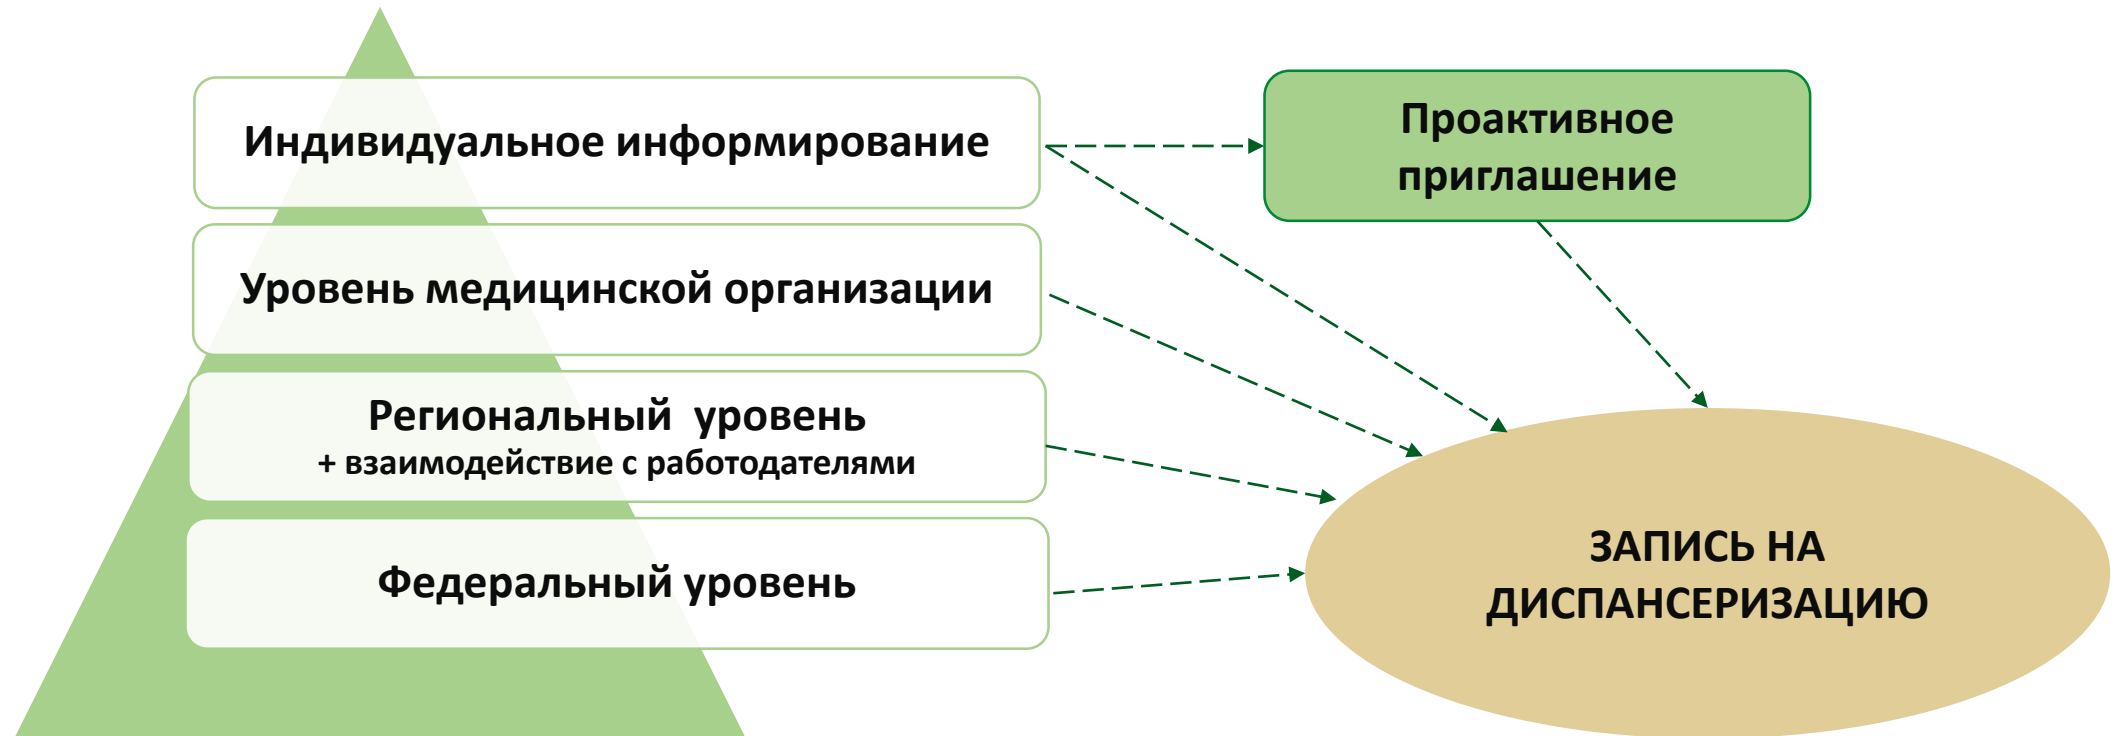 Индивидуальное информирование
Уровень медицинской организации
Региональный уровень
+ взаимодействие с работодателями
Федеральный уровень
Проактивное
приглашение
ЗАПИСЬ НА
ДИСПАНСЕРИЗАЦИЮ